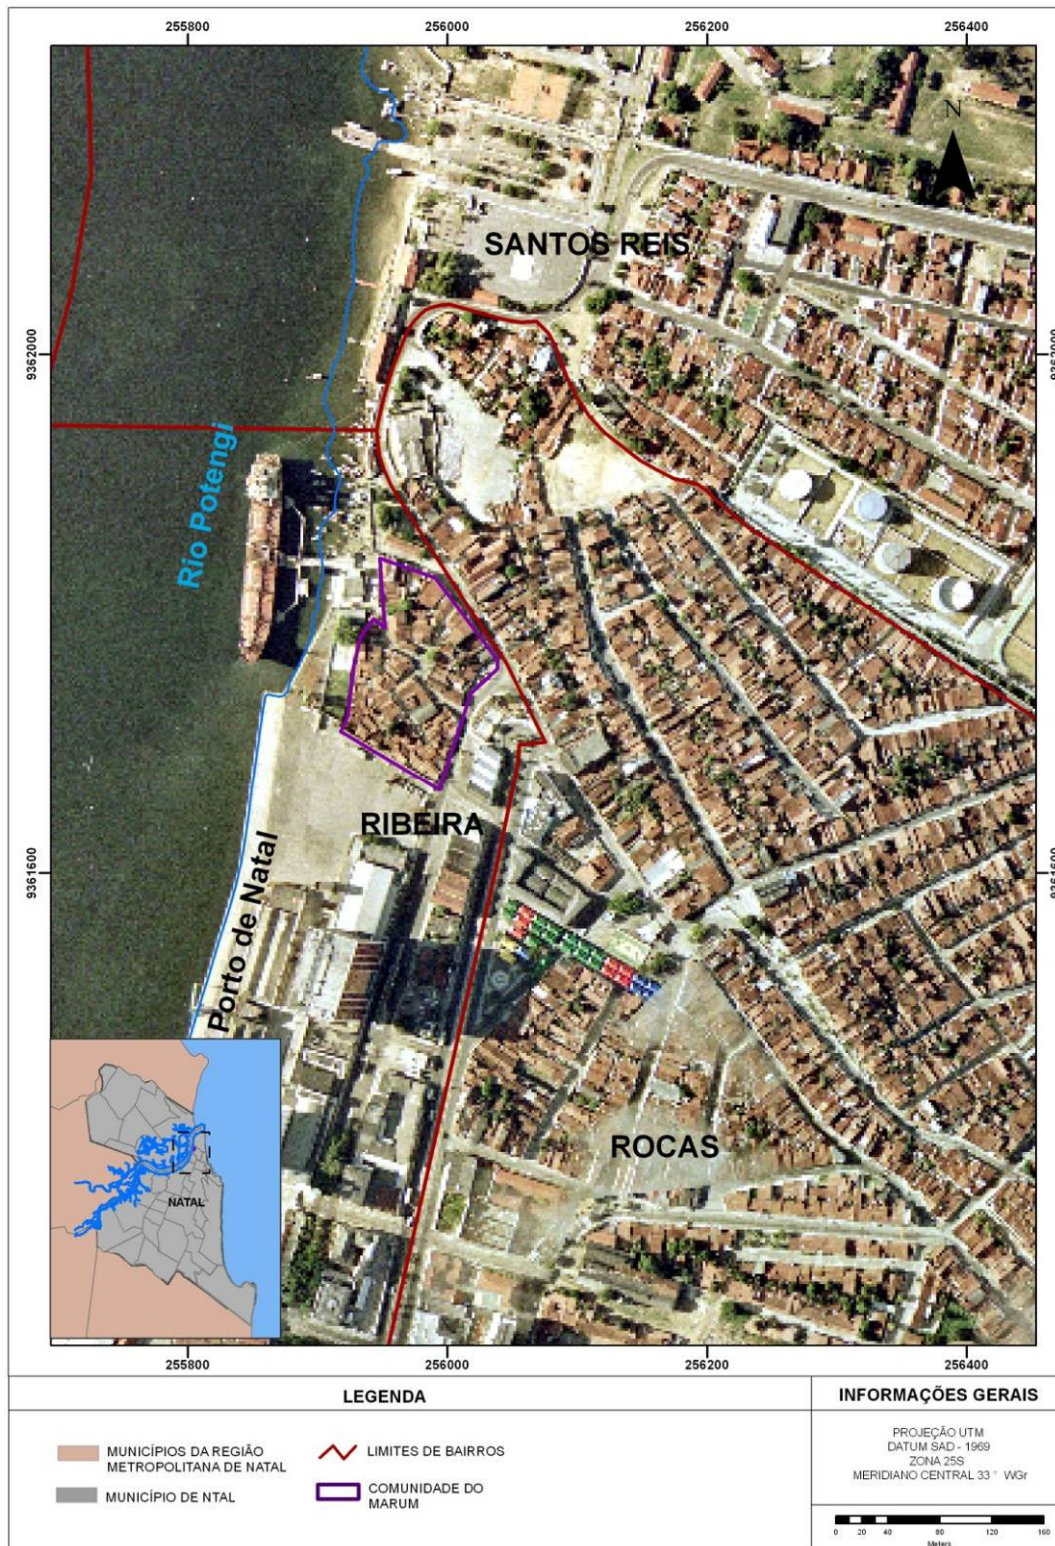 255800
256000
256200
256400
N
SANTOS REIS
9362000
9362000
Rio Potengi
RIBEIRA
9361600
9361600
Porto de Natal
ROCAS
NATAL
255800
256000
256200
256400
LEGENDA
MUNICÍPIOS DA REGIÃO
METROPOLITANA DE NATAL
MUNICÍPIO DE NTAL
LIMITES DE BAIRROS
COMUNIDADE DO
MARUM
INFORMAÇÕES GERAIS
PROJEÇÃO UTM
DATUM SAD - 1969
ZONA 25S
MERIDIANO CENTRAL 33 ° WGr
0 20 40 80 120 160
Meters